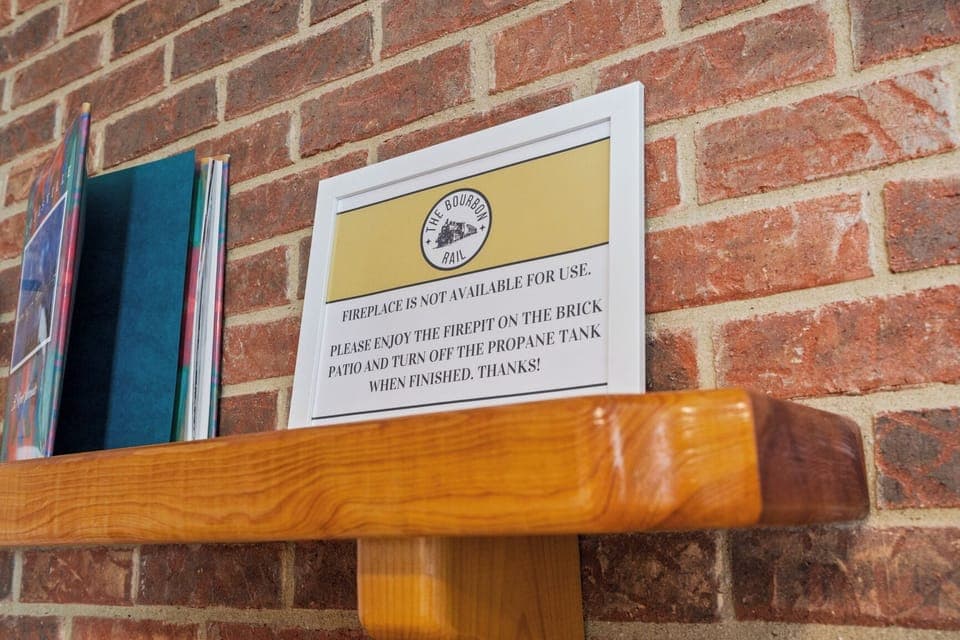 THE BOURBON
RAIL
FIREPLACE IS NOT AVAILABLE FOR USE.
PLEASE ENJOY THE FIREPIT ON THE BRICK
PATIO AND TURN OFF THE PROPANE TANK
WHEN FINISHED. THANKS!